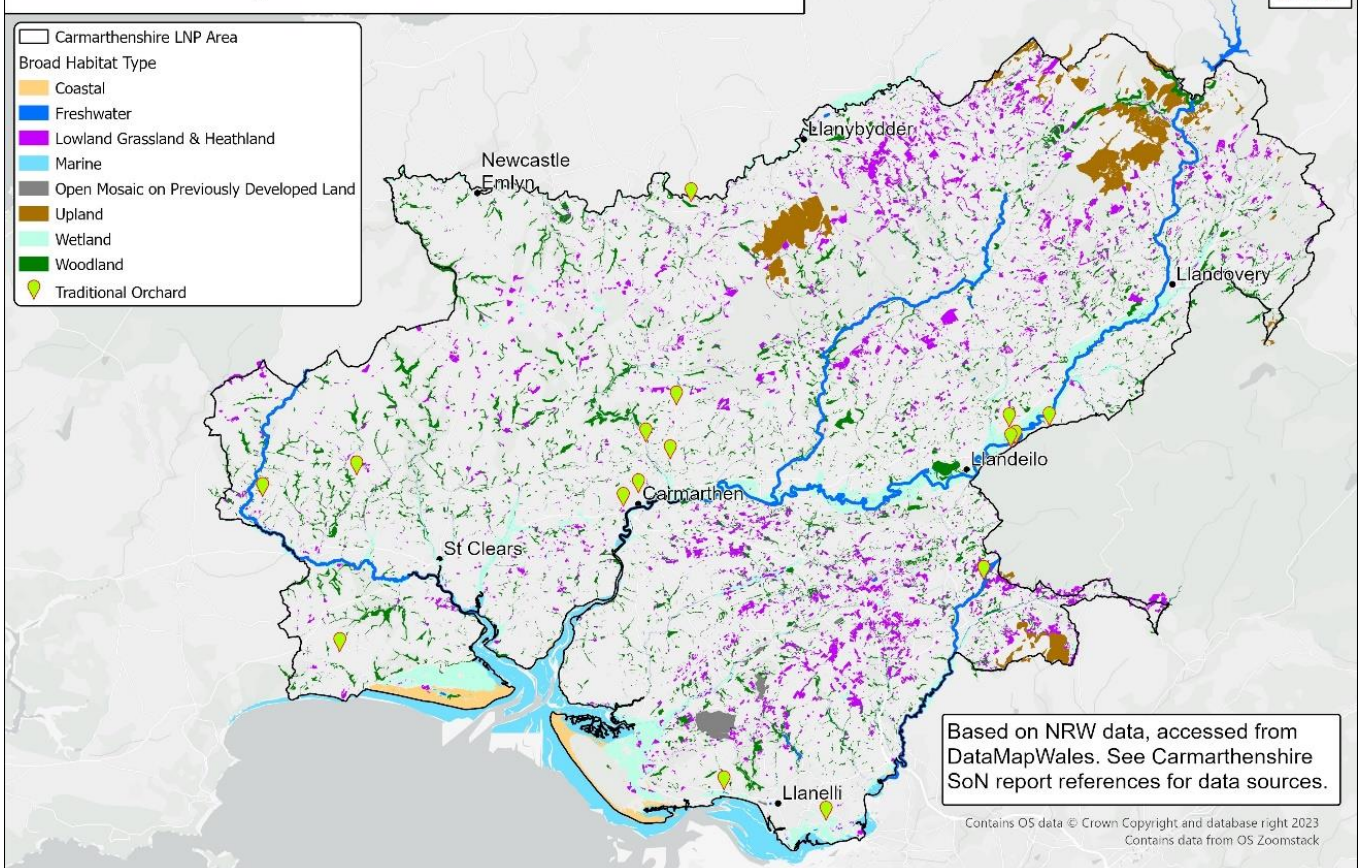 Carmarthenshire LNP Area
Broad Habitat Type
Coastal
Freshwater
Lowland Grassland & Heathland
Marine
Open Mosaic on Previously Developed Land
Upland
Wetland
Woodland
Traditional Orchard
Llanybydder
Newcastle
Emlyn
Llandovery
Llandeilo
Carmarthen
St Clears
Llanelli
Based on NRW data, accessed from
DataMapWales. See Carmarthenshire
SoN report references for data sources.
Contains OS data © Crown Copyright and database right 2023
Contains data from OS Zoomstack